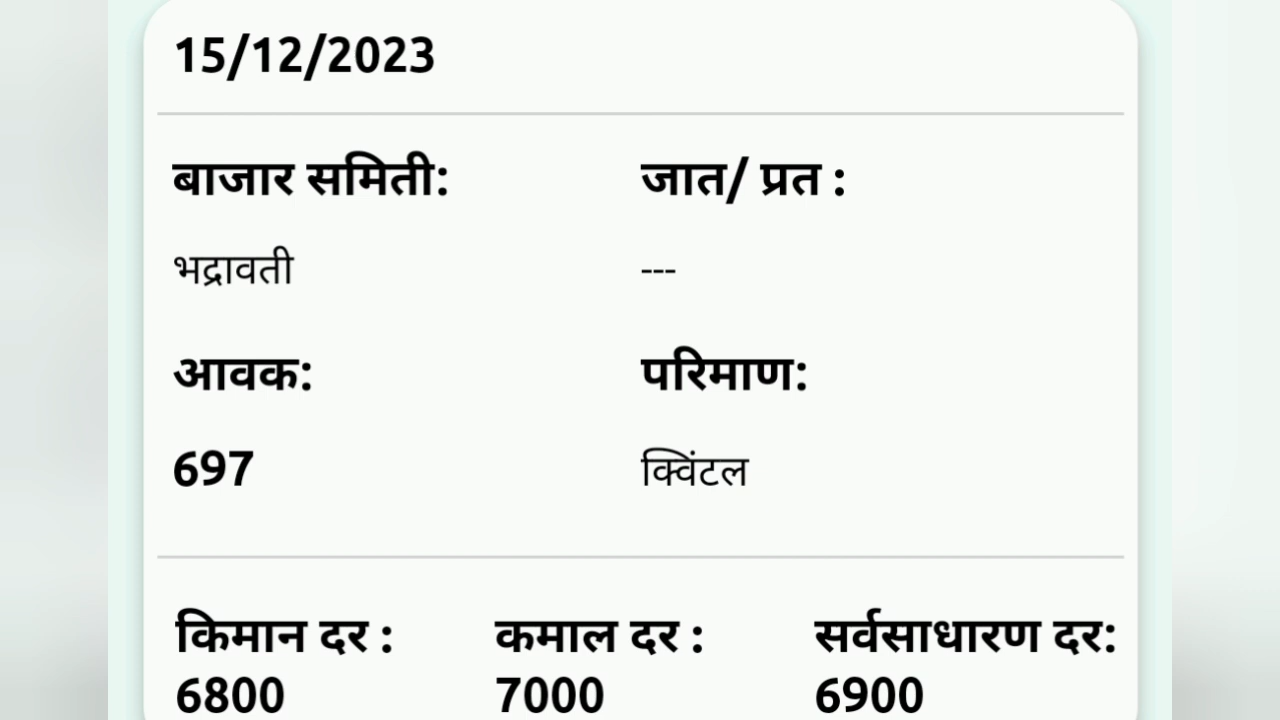 15/12/2023
बाजार समिती: जात/ प्रत :
भद्रावती ---
आवक: परिमाण:
697 क्विंटल
किमान दर : कमाल दर : सर्वसाधारण दर:
6800 7000 6900